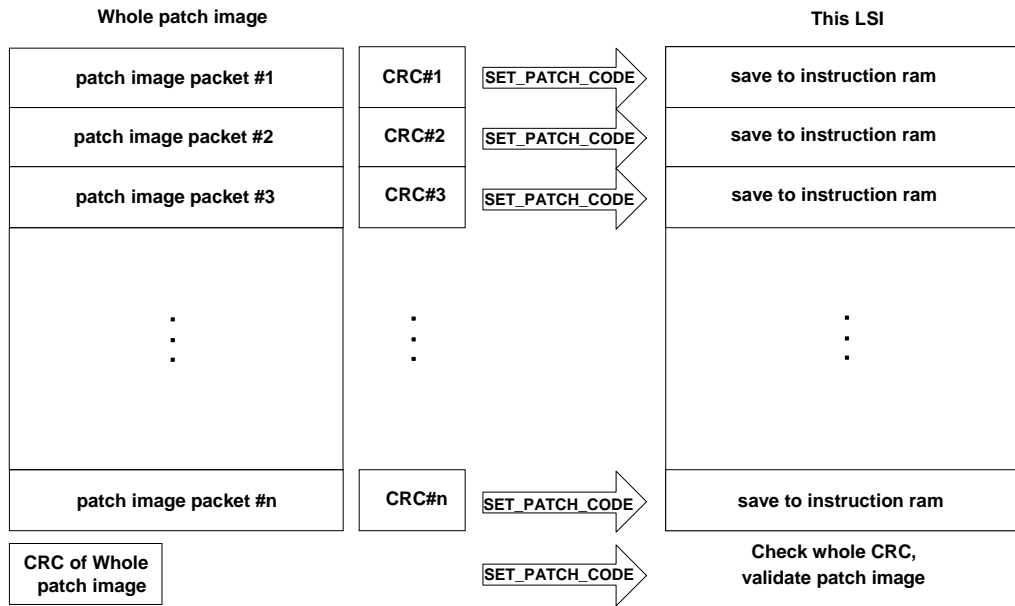 Whole patch image
This LSI
patch image packet #1
CRC#1
SET_PATCH_CODE
save to instruction ram
patch image packet #2
CRC#2
SET_PATCH_CODE
save to instruction ram
patch image packet #3
CRC#3
SET_PATCH_CODE
save to instruction ram
patch image packet #n
CRC#n
SET_PATCH_CODE
save to instruction ram
CRC of Whole
patch image
SET_PATCH_CODE
Check whole CRC,
validate patch image